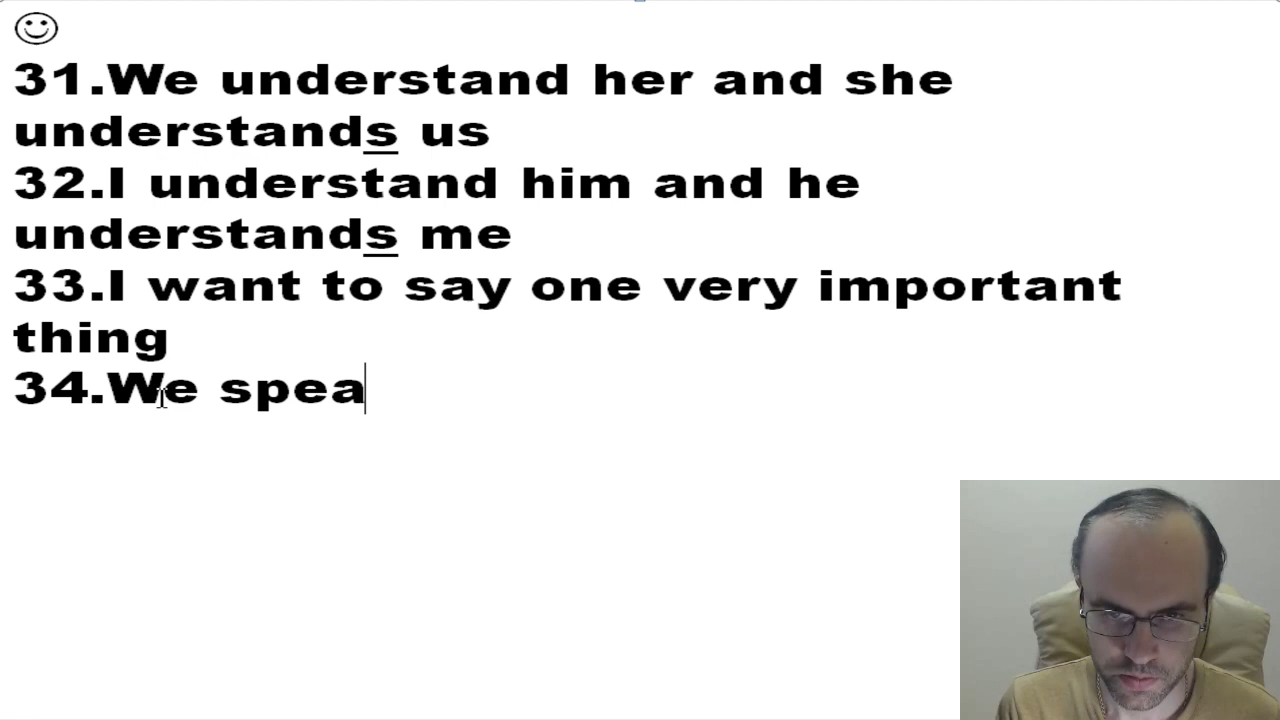 31.We understand her and she
understands us
32.I understand him and he
understands me
33.I want to say one very important
thing
34.We spea